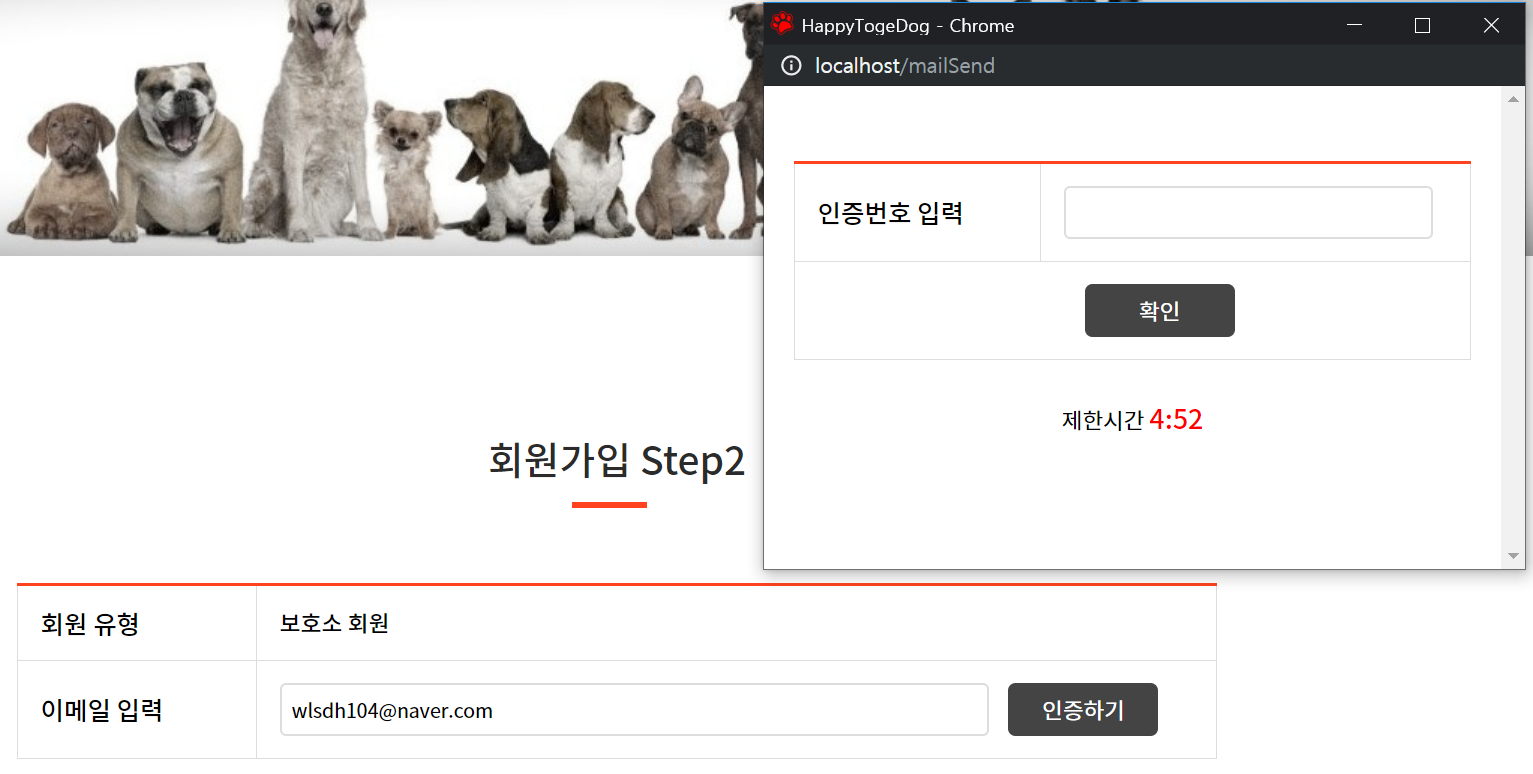 HappyTogeDog - Chrome
localhost/mailSend
인증번호 입력
확인
제한시간 4:52
회원가입 Step2
회원 유형 보호소 회원
이메일 입력 wlsdh104@naver.com 인증하기